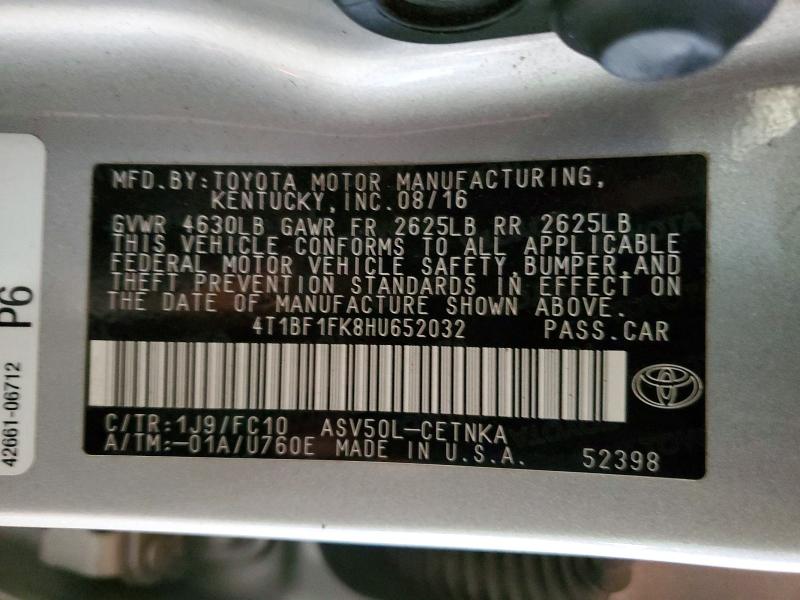 MFD.BY:TOYOTA MOTOR MANUFACTURING,
KENTUCKY,INC.08/16
GVWR 4630LB GAWR FR 2625LB RR 2625LB
THIS VEHICLE CONFORMS TO ALL APPLICABLE
FEDERAL MOTOR VEHICLE SAFETY,BUMPER,AND
THEFT PREVENTION STANDARDS IN EFFECT ON
THE DATE OF MANUFACTURE SHOWN ABOVE.
4T1BF1FK8HU652032 PASS.CAR
C/TR:1J9/FC10 ASV50L-CETNKA
A/TM:-01A/U760E MADE IN U.S.A. 52398
P6
42661-06712